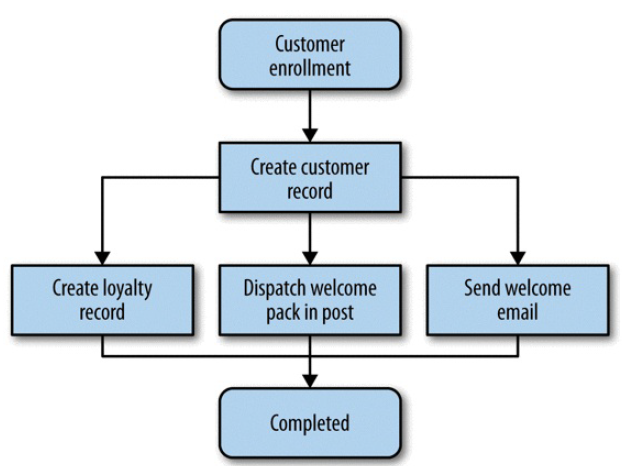 Customer
enrollment
Create customer
record
Create loyalty
record
Dispatch welcome
pack in post
Send welcome
email
Completed